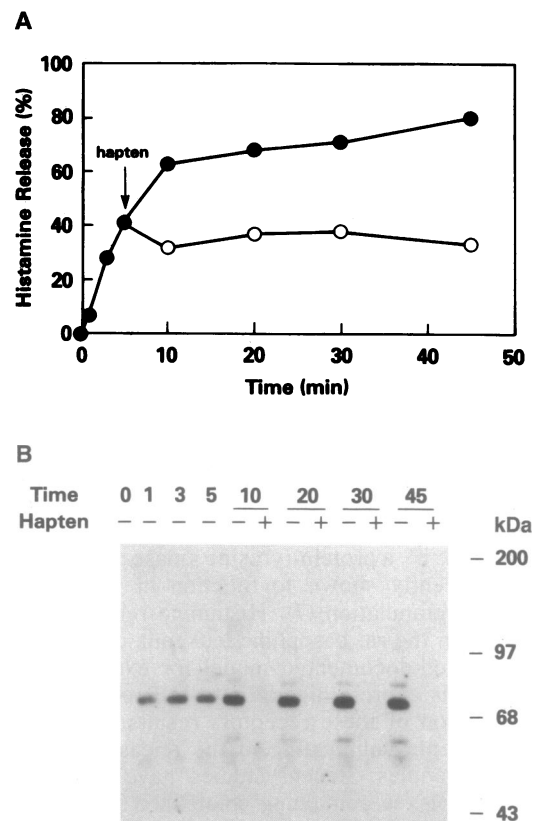 A
100
80
60
40
20
0
Histamine Release (%)
hapten
0 10 20 30 40 50
Time (min)
B
Time 0 1 3 5 10 20 30 45
Hapten − − − − − + − + − + − + kDa
− 200
− 97
− 68
− 43